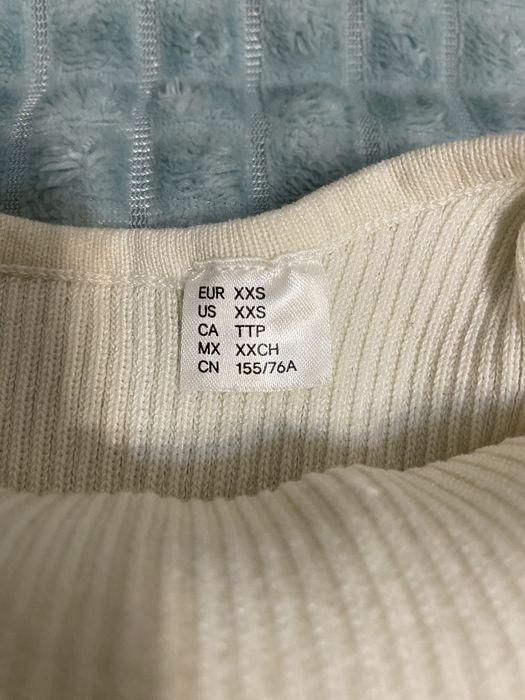 EUR XXS
US XXS
CA TTP
MX XXCH
CN 155/76A